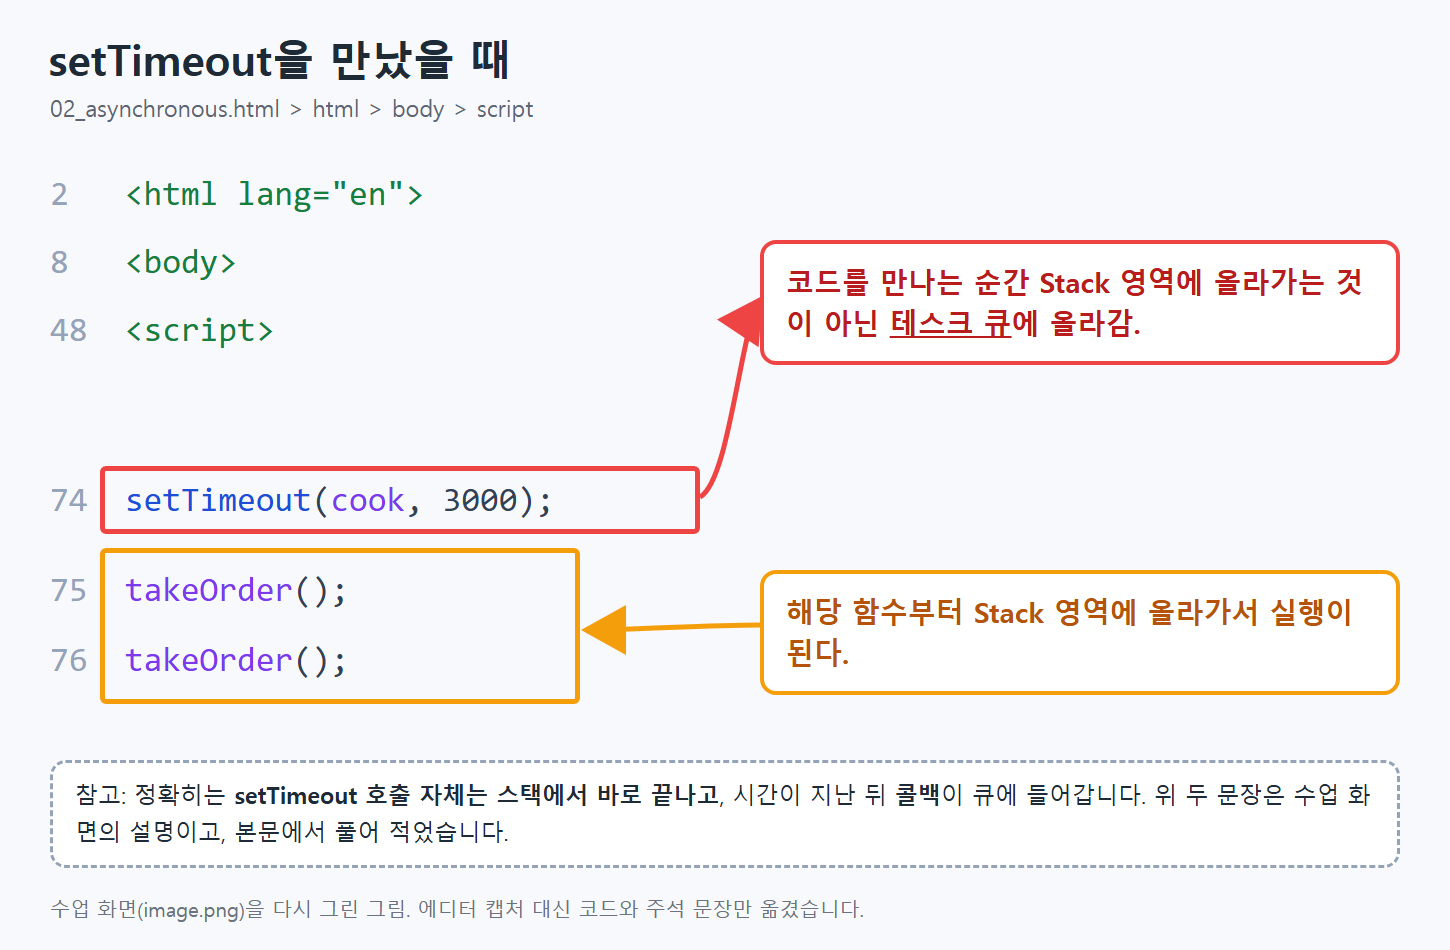 setTimeout을 만났을 때
02_asynchronous.html > html > body > script
2 <html lang="en">
8 <body>
48 <script>
코드를 만나는 순간 Stack 영역에 올라가는 것
이 아닌 테스크 큐에 올라감.
74 setTimeout(cook, 3000);
75 takeOrder();
76 takeOrder();
해당 함수부터 Stack 영역에 올라가서 실행이
된다.
참고: 정확히는 setTimeout 호출 자체는 스택에서 바로 끝나고, 시간이 지난 뒤 콜백이 큐에 들어갑니다. 위 두 문장은 수업 화
면의 설명이고, 본문에서 풀어 적었습니다.
수업 화면(image.png)을 다시 그린 그림. 에디터 캡처 대신 코드와 주석 문장만 옮겼습니다.